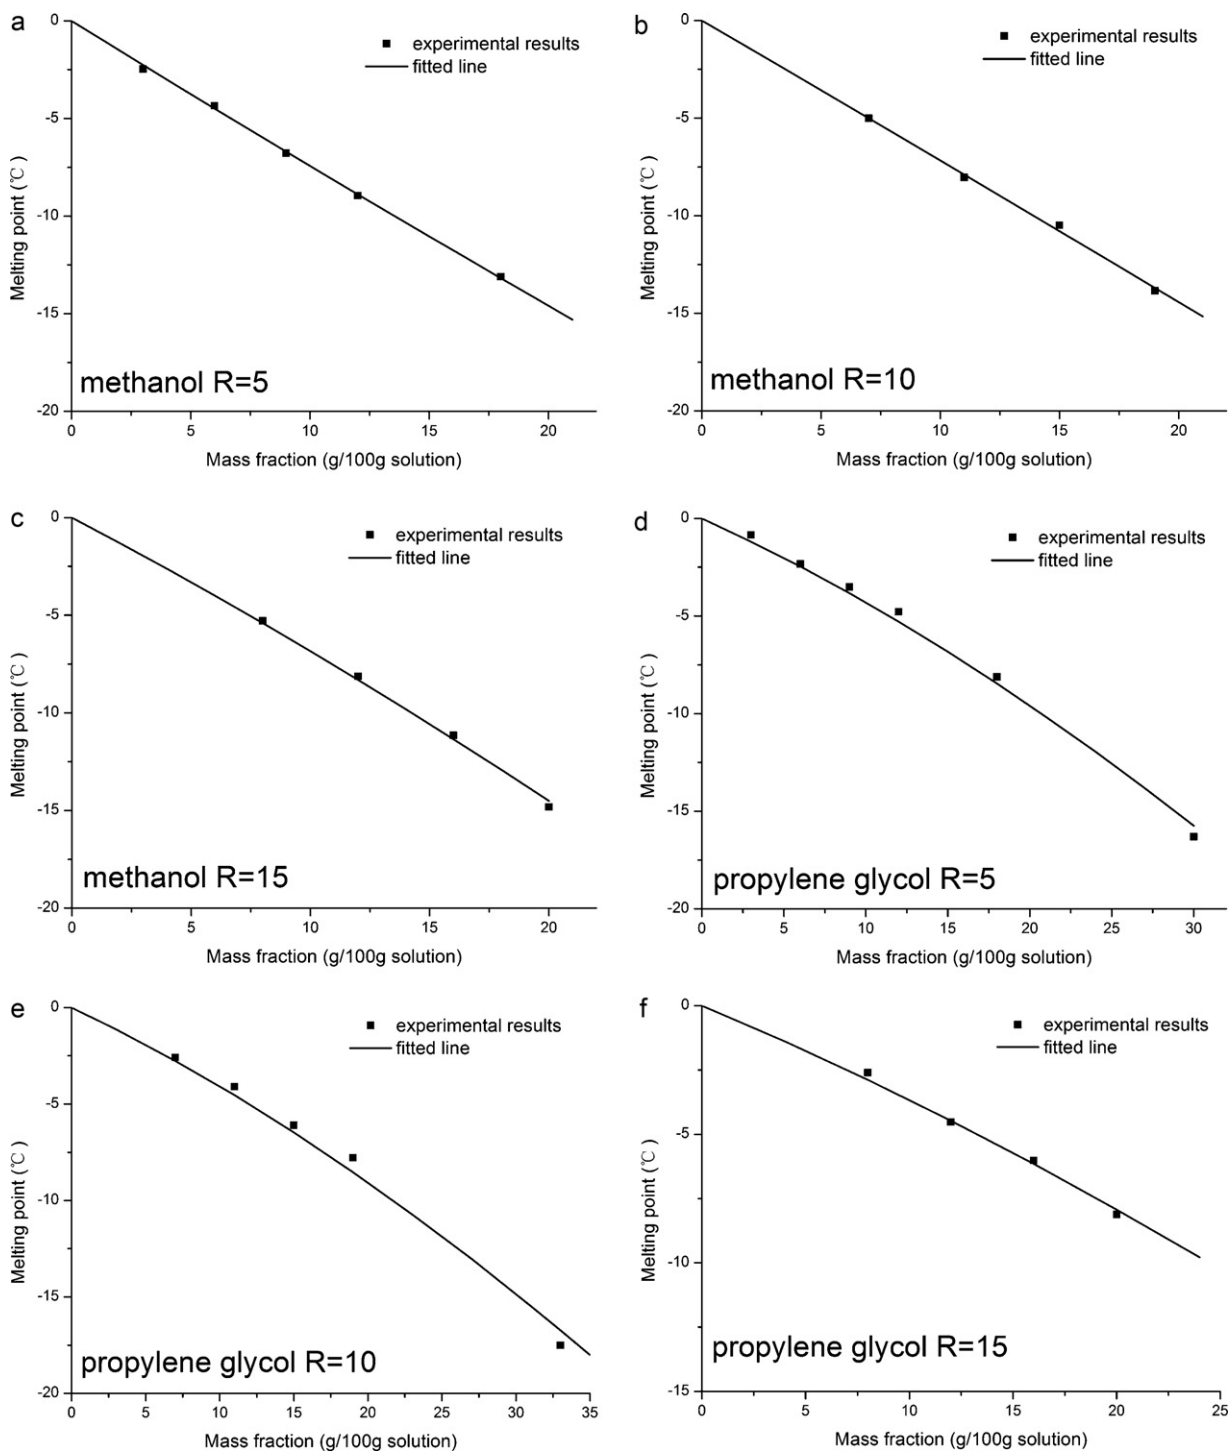 a
0
-5
-10
-15
-20
Melting point (℃)
experimental results
fitted line
methanol R=5
0 5 10 15 20
Mass fraction (g/100g solution)
b
0
-5
-10
-15
-20
Melting point (℃)
experimental results
fitted line
methanol R=10
0 5 10 15 20
Mass fraction (g/100g solution)
c
0
-5
-10
-15
-20
Melting point (℃)
experimental results
fitted line
methanol R=15
0 5 10 15 20
Mass fraction (g/100g solution)
d
0
-5
-10
-15
-20
Melting point (℃)
experimental results
fitted line
propylene glycol R=5
0 5 10 15 20 25 30
Mass fraction (g/100g solution)
e
0
-5
-10
-15
-20
Melting point (℃)
experimental results
fitted line
propylene glycol R=10
0 5 10 15 20 25 30 35
Mass fraction (g/100g solution)
f
0
-5
-10
-15
Melting point (℃)
experimental results
fitted line
propylene glycol R=15
0 5 10 15 20 25
Mass fraction (g/100g solution)